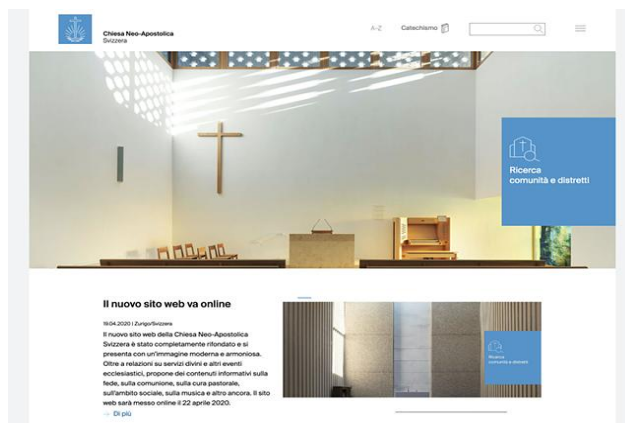 Chiesa Neo-Apostolica
Svizzera
A-Z
Catechismo
Ricerca
comunità e distretti
Il nuovo sito web va online
19.04.2020 | Zurigo/Svizzera
Il nuovo sito web della Chiesa Neo-Apostolica
Svizzera è stato completamente rifondato e si
presenta con un'immagine moderna e armoniosa.
Oltre a relazioni su servizi divini e altri eventi
ecclesiastici, propone dei contenuti informativi sulla
fede, sulla comunione, sulla cura pastorale,
sull'ambito sociale, sulla musica e altro ancora. Il sito
web sarà messo online il 22 aprile 2020.
→ Di più
Ricerca
comunità e distretti